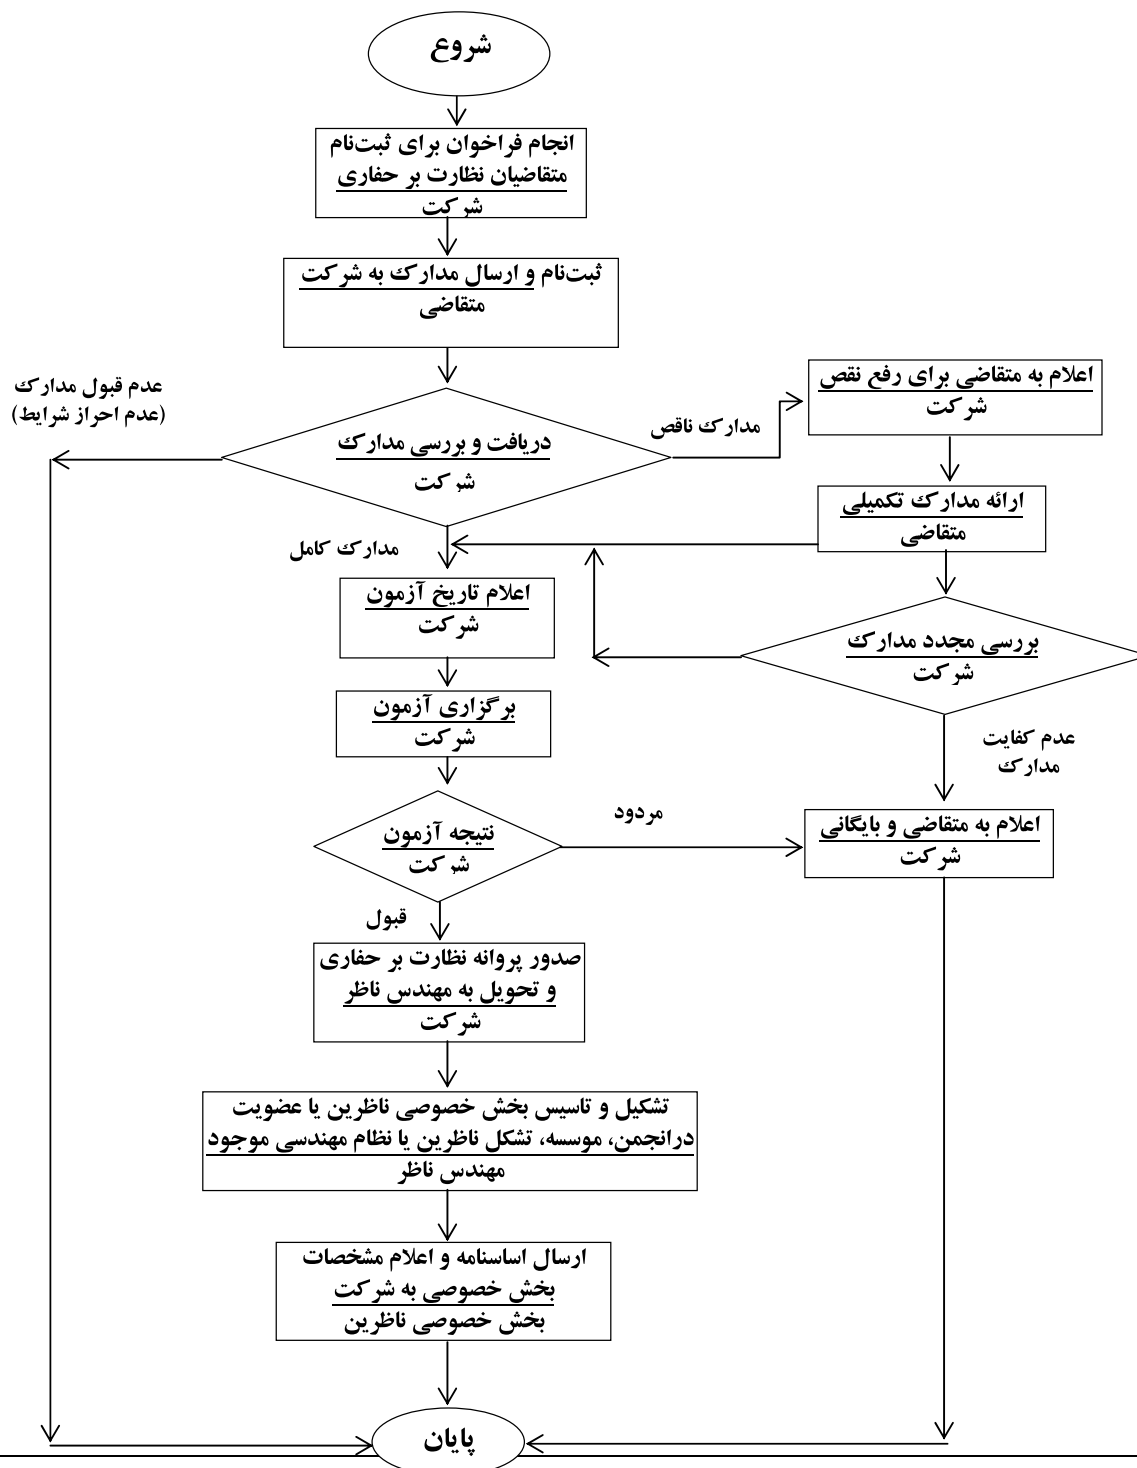 شروع
انجام فراخوان برای ثبت‌نام
متقاضیان نظارت بر حفاری
شرکت
ثبت‌نام و ارسال مدارک به شرکت
متقاضی
عدم قبول مدارک
(عدم احراز شرایط)
دریافت و بررسی مدارک
شرکت
مدارک ناقص
اعلام به متقاضی برای رفع نقص
شرکت
ارائه مدارک تکمیلی
متقاضی
مدارک کامل
اعلام تاریخ آزمون
شرکت
بررسی مجدد مدارک
شرکت
برگزاری آزمون
شرکت
عدم کفایت
مدارک
نتیجه آزمون
شرکت
مردود
اعلام به متقاضی و بایگانی
شرکت
قبول
صدور پروانه نظارت بر حفاری
و تحویل به مهندس ناظر
شرکت
تشکیل و تاسیس بخش خصوصی ناظرین یا عضویت
درانجمن، موسسه، تشکل ناظرین یا نظام مهندسی موجود
مهندس ناظر
ارسال اساسنامه و اعلام مشخصات
بخش خصوصی به شرکت
بخش خصوصی ناظرین
پایان